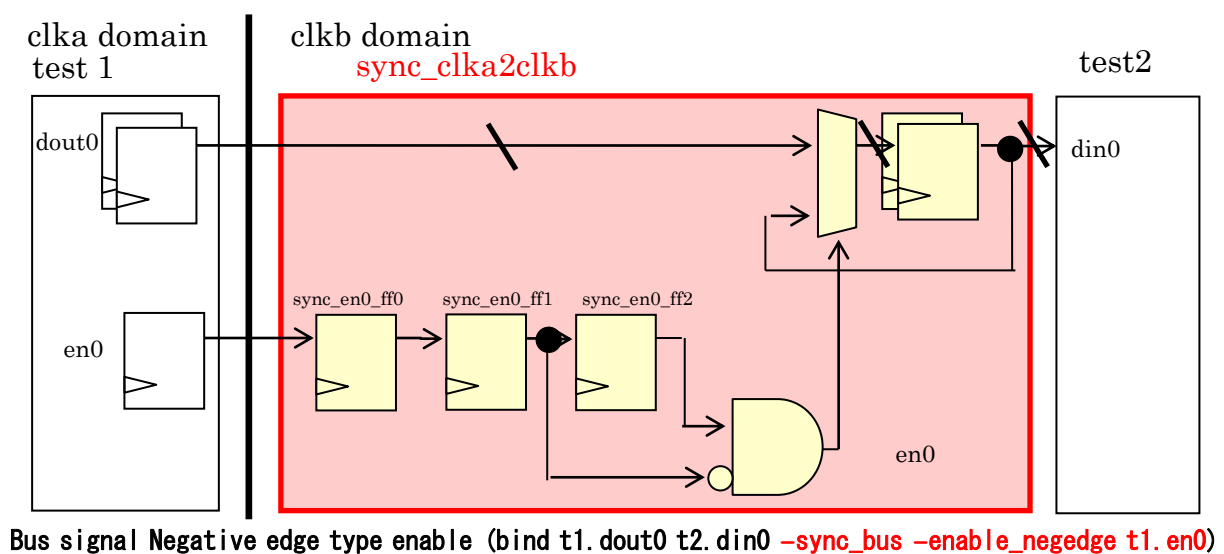 clka domain
test 1
clkb domain
sync_clka2clkb
test2
dout0
din0
sync_en0_ff0
sync_en0_ff1
sync_en0_ff2
en0
en0
Bus signal Negative edge type enable (bind t1.dout0 t2.din0 –sync_bus –enable_negedge t1.en0)